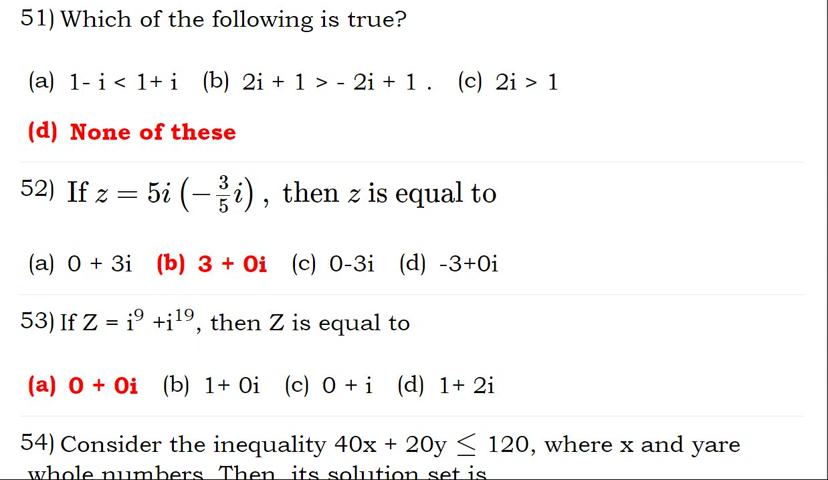 51) Which of the following is true?
(a) 1- i < 1+ i (b) 2i + 1 > - 2i + 1 . (c) 2i > 1
(d) None of these
52) If z = 5i (−3/5 i) , then z is equal to
(a) 0 + 3i (b) 3 + 0i (c) 0-3i (d) -3+0i
53) If Z = i⁹ +i¹⁹, then Z is equal to
(a) 0 + 0i (b) 1+ 0i (c) 0 + i (d) 1+ 2i
54) Consider the inequality 40x + 20y ≤ 120, where x and yare
whole numbers. Then, its solution set is